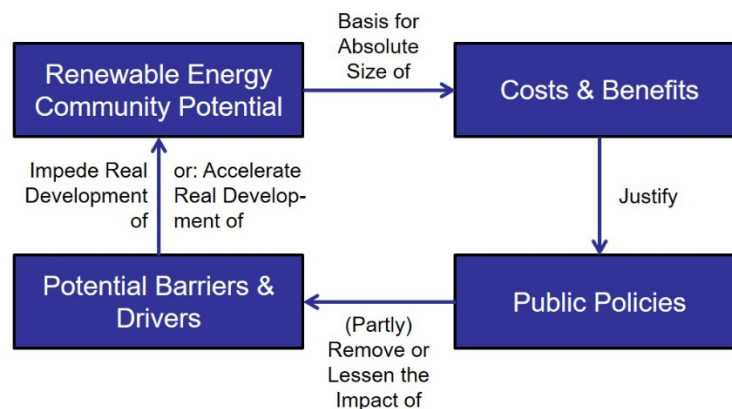 Renewable Energy
Community Potential
Basis for
Absolute
Size of
Costs & Benefits
Impede Real
Development
of
or: Accelerate
Real Develop-
ment of
Justify
Potential Barriers &
Drivers
(Partly)
Remove or
Lessen the
Impact of
Public Policies